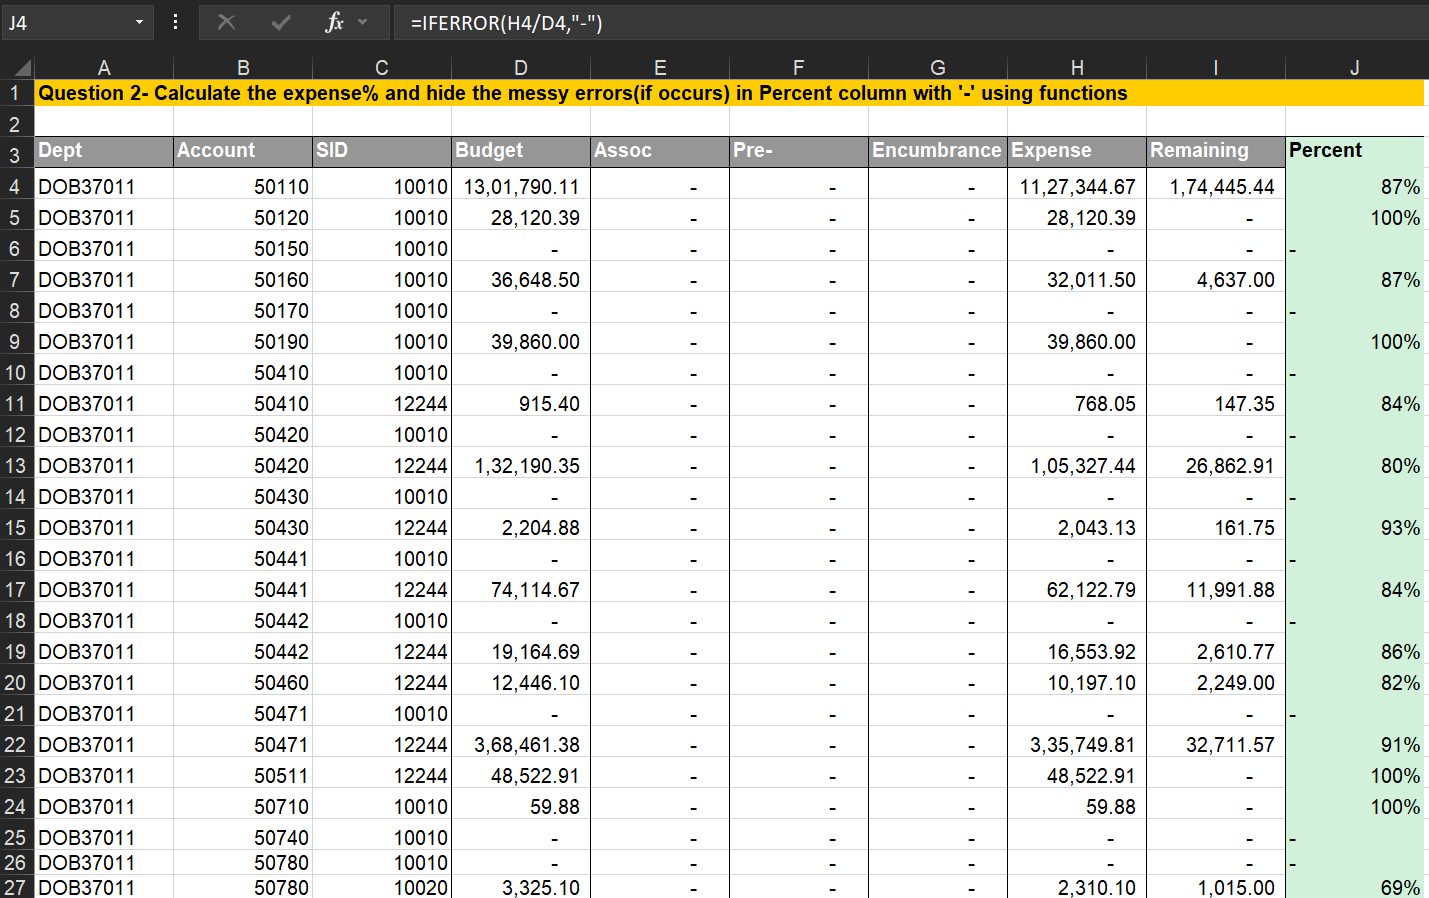 J4 fx =IFERROR(H4/D4,"-")
A B C D E F G H I J
1 Question 2- Calculate the expense% and hide the messy errors(if occurs) in Percent column with '-' using functions
2
3 Dept Account SID Budget Assoc Pre- Encumbrance Expense Remaining Percent
4 DOB37011 50110 10010 13,01,790.11 - - - 11,27,344.67 1,74,445.44 87%
5 DOB37011 50120 10010 28,120.39 - - - 28,120.39 - 100%
6 DOB37011 50150 10010 - - - - - - -
7 DOB37011 50160 10010 36,648.50 - - - 32,011.50 4,637.00 87%
8 DOB37011 50170 10010 - - - - - - -
9 DOB37011 50190 10010 39,860.00 - - - 39,860.00 - 100%
10 DOB37011 50410 10010 - - - - - - -
11 DOB37011 50410 12244 915.40 - - - 768.05 147.35 84%
12 DOB37011 50420 10010 - - - - - - -
13 DOB37011 50420 12244 1,32,190.35 - - - 1,05,327.44 26,862.91 80%
14 DOB37011 50430 10010 - - - - - - -
15 DOB37011 50430 12244 2,204.88 - - - 2,043.13 161.75 93%
16 DOB37011 50441 10010 - - - - - - -
17 DOB37011 50441 12244 74,114.67 - - - 62,122.79 11,991.88 84%
18 DOB37011 50442 10010 - - - - - - -
19 DOB37011 50442 12244 19,164.69 - - - 16,553.92 2,610.77 86%
20 DOB37011 50460 12244 12,446.10 - - - 10,197.10 2,249.00 82%
21 DOB37011 50471 10010 - - - - - - -
22 DOB37011 50471 12244 3,68,461.38 - - - 3,35,749.81 32,711.57 91%
23 DOB37011 50511 12244 48,522.91 - - - 48,522.91 - 100%
24 DOB37011 50710 10010 59.88 - - - 59.88 - 100%
25 DOB37011 50740 10010 - - - - - - -
26 DOB37011 50780 10010 - - - - - - -
27 DOB37011 50780 10020 3,325.10 - - - 2,310.10 1,015.00 69%